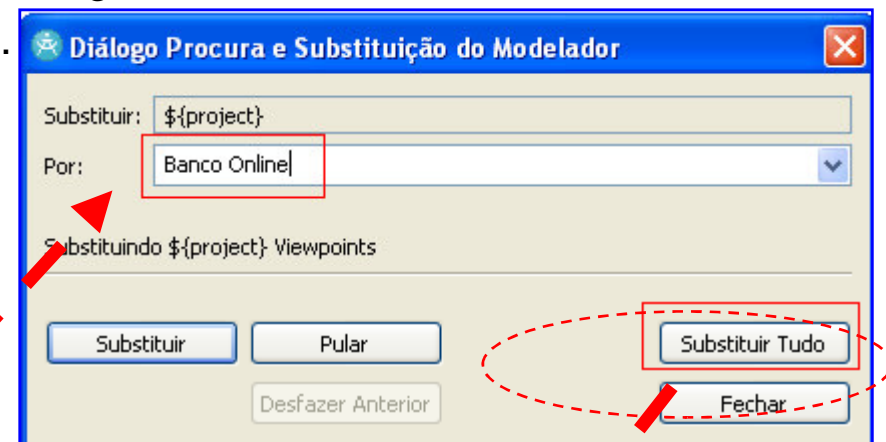 Diálogo Procura e Substituição do Modelador
Substituir: ${project}
Por: Banco Online
Substituindo ${project} Viewpoints
Substituir Pular Substituir Tudo
Desfazer Anterior Fechar